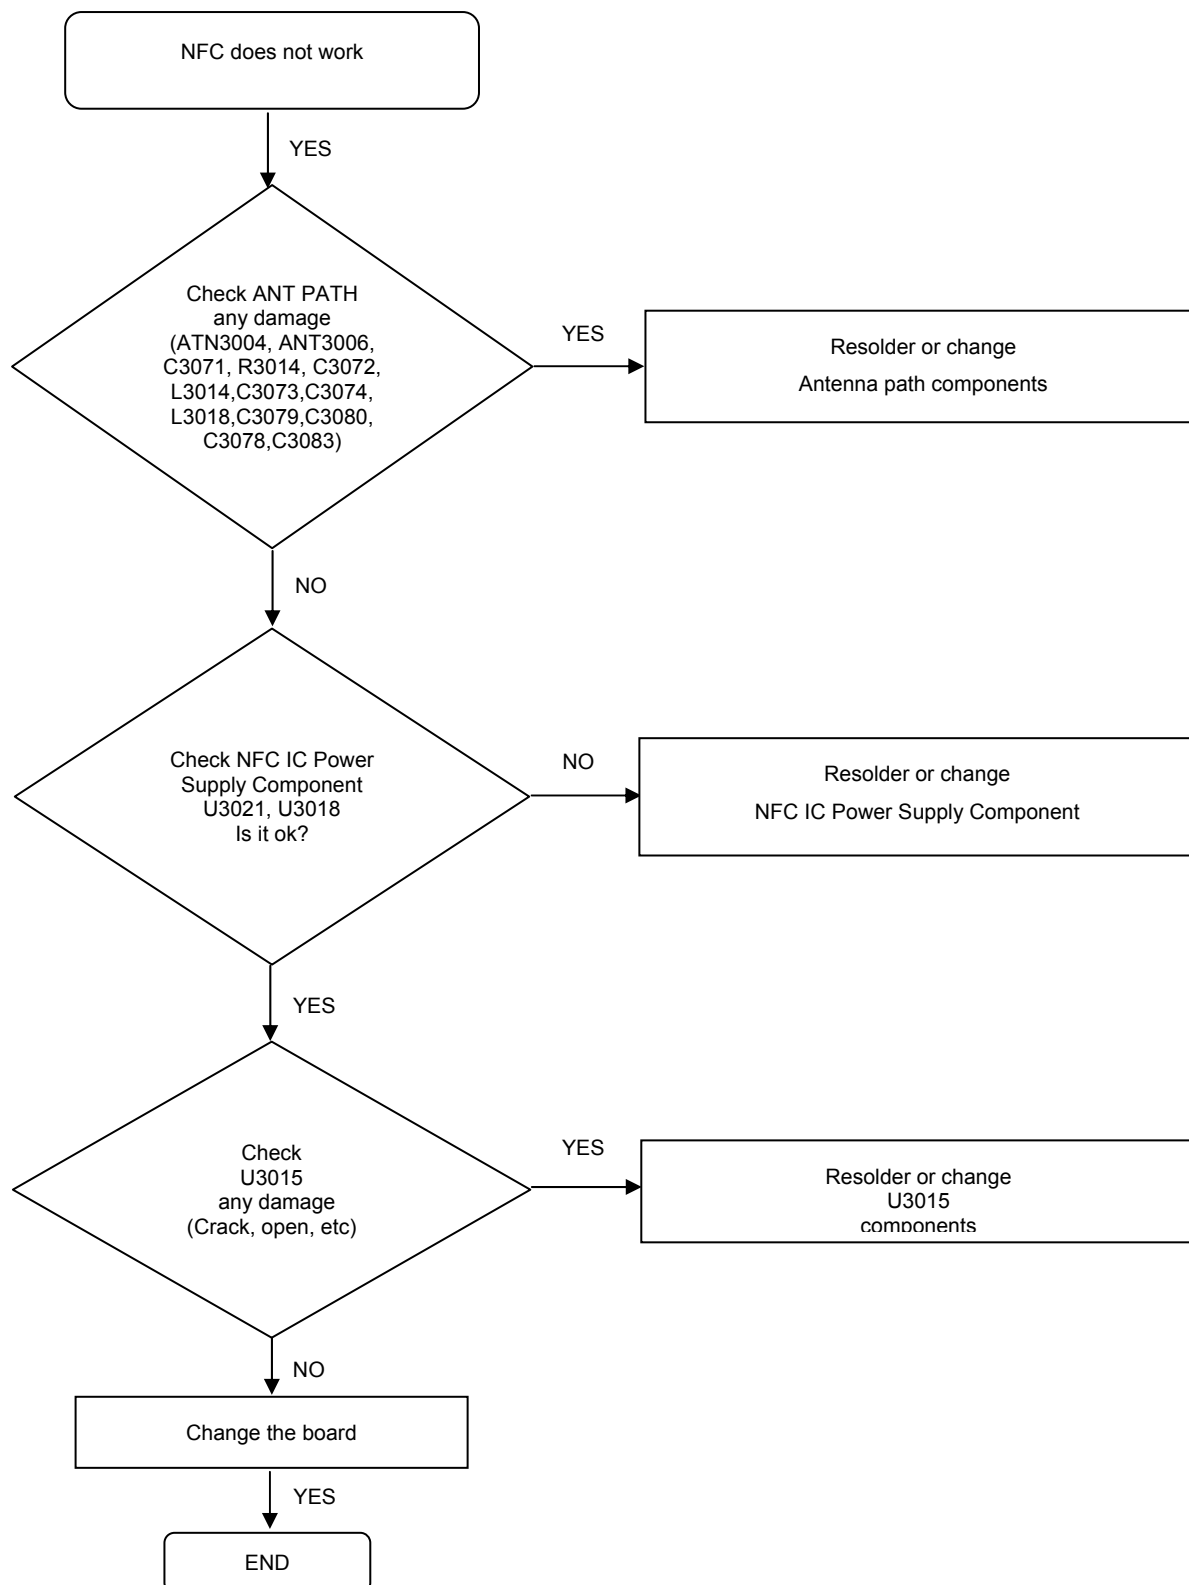 NFC does not work
YES
Check ANT PATH
any damage
(ATN3004, ANT3006,
C3071, R3014, C3072,
L3014,C3073,C3074,
L3018,C3079,C3080,
C3078,C3083)
YES
Resolder or change
Antenna path components
NO
Check NFC IC Power
Supply Component
U3021, U3018
Is it ok?
NO
Resolder or change
NFC IC Power Supply Component
YES
Check
U3015
any damage
(Crack, open, etc)
YES
Resolder or change
U3015
components
NO
Change the board
YES
END